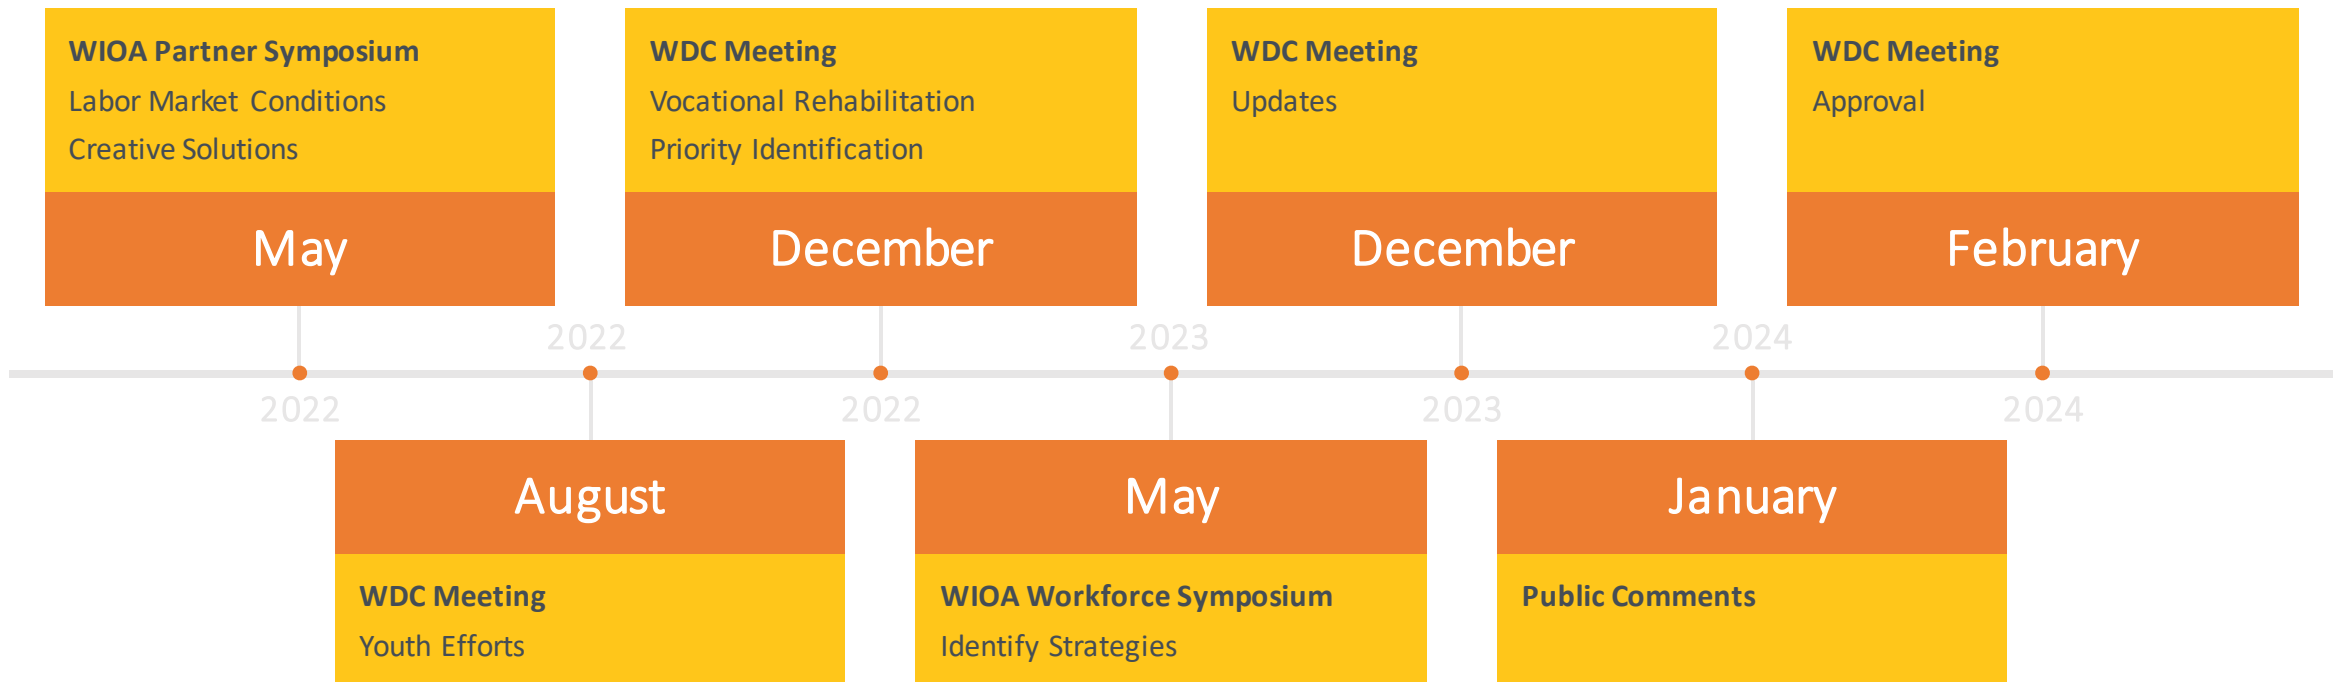 WIOA Partner Symposium
Labor Market Conditions
Creative Solutions
May
2022
2022
August
WDC Meeting
Youth Efforts
WDC Meeting
Vocational Rehabilitation
Priority Identification
December
2022
2023
May
WIOA Workforce Symposium
Identify Strategies
WDC Meeting
Updates
December
2023
2024
January
Public Comments
WDC Meeting
Approval
February
2024